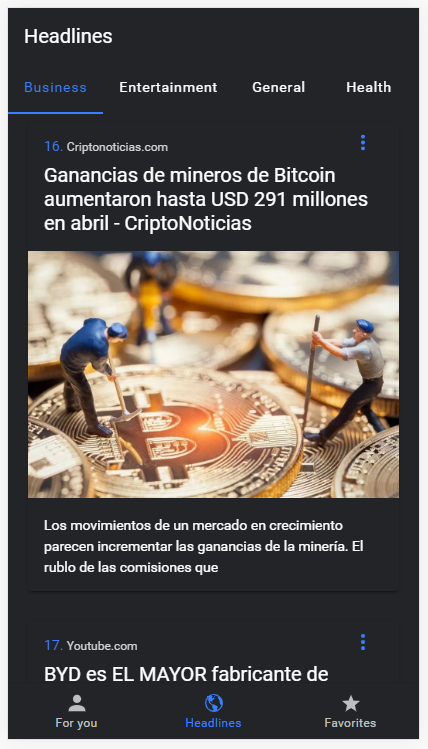 Headlines
Business Entertainment General Health
16. Criptonoticias.com
Ganancias de mineros de Bitcoin
aumentaron hasta USD 291 millones
en abril - CriptoNoticias
Los movimientos de un mercado en crecimiento
parecen incrementar las ganancias de la minería. El
rublo de las comisiones que
17. Youtube.com
BYD es EL MAYOR fabricante de
For you Headlines Favorites